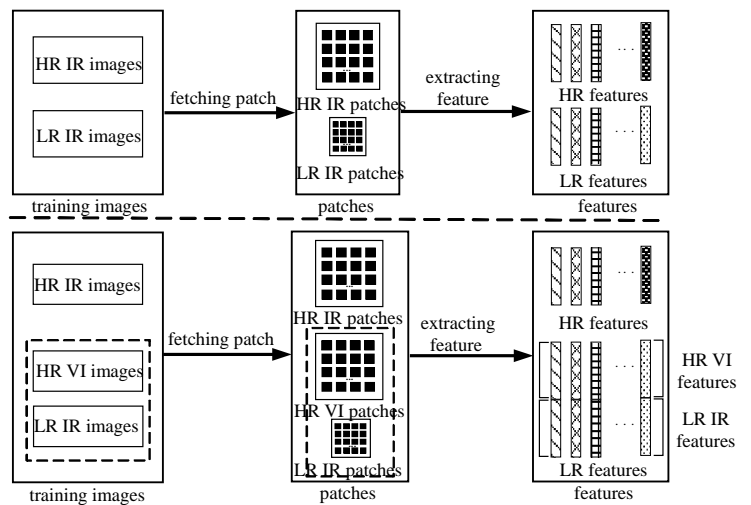 HR IR images
LR IR images
training images
fetching patch
...
HR IR patches
...
LR IR patches
patches
extracting
feature
. . .
HR features
. . .
LR features
features
HR IR images
HR VI images
LR IR images
training images
fetching patch
...
HR IR patches
...
HR VI patches
...
LR IR patches
patches
extracting
feature
. . .
HR features
. . .
. . .
LR features
features
HR VI
features
LR IR
features